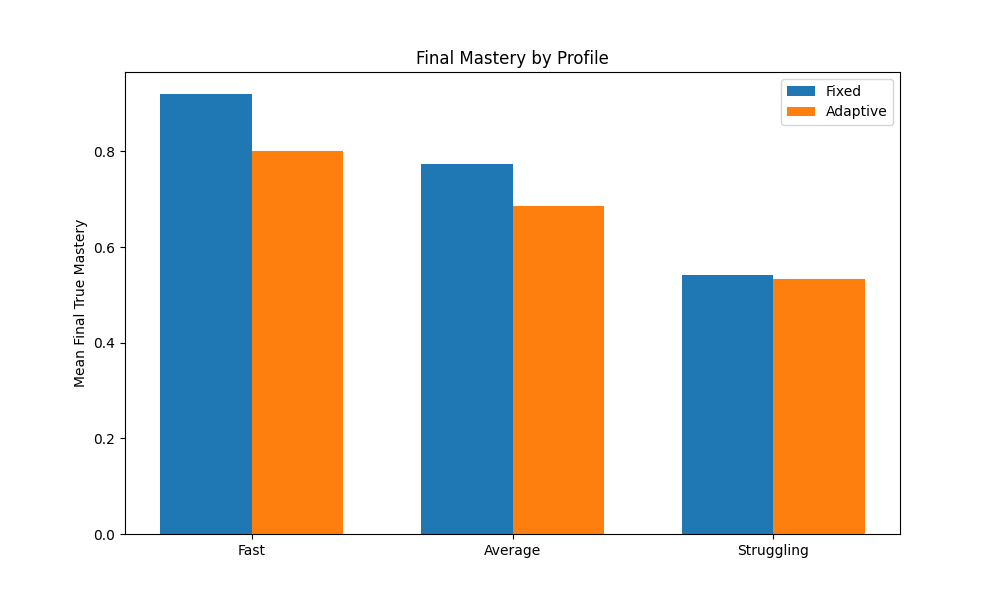 Final Mastery by Profile
Fixed
Adaptive
Mean Final True Mastery
0.8
0.6
0.4
0.2
0.0
Fast
Average
Struggling